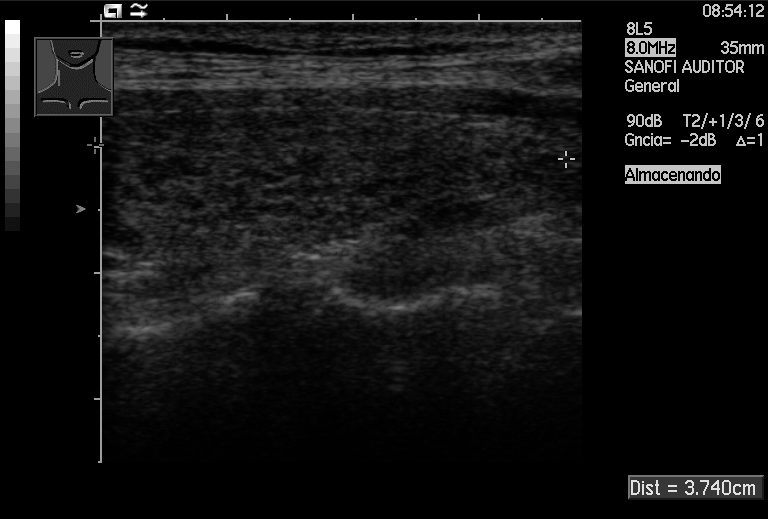 08:54:12
8L5
8.0MHz 35mm
SANOFI AUDITOR
General
90dB T2/+1/3/ 6
Gncia= -2dB Δ=1
Almacenando
Dist = 3.740cm